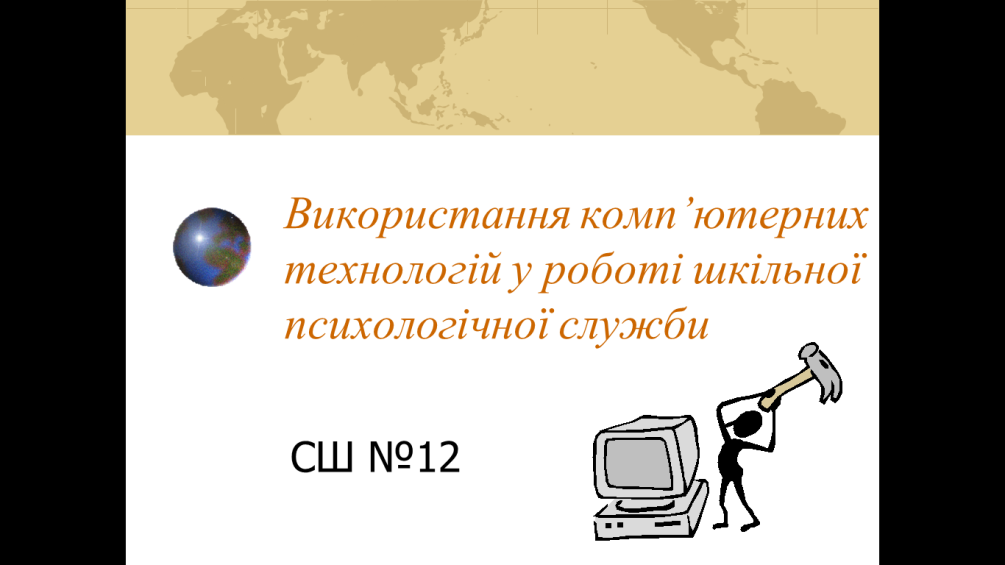 Використання комп’ютерних
технологій у роботі шкільної
психологічної служби
СШ №12